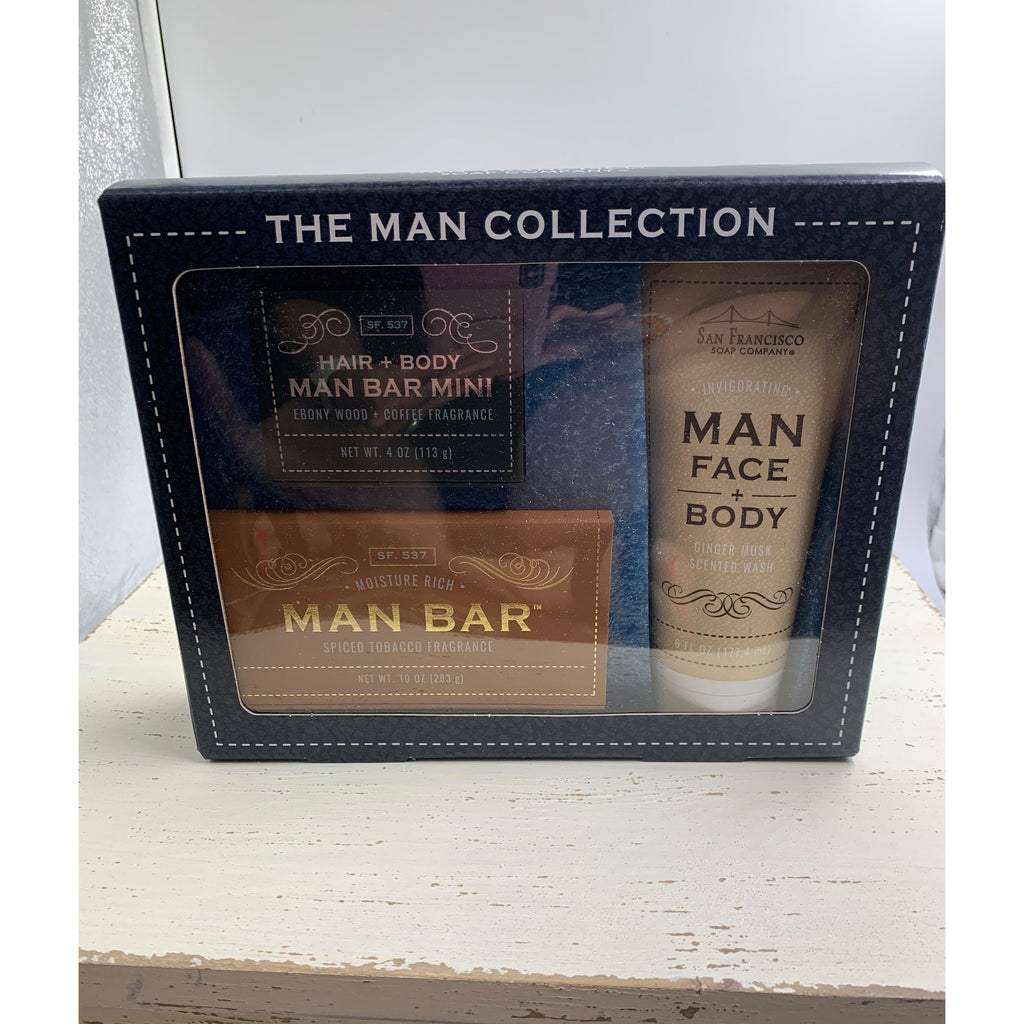 SOAP COMPANY
THE MAN COLLECTION
SF. 537
HAIR + BODY
MAN BAR MINI
EBONY WOOD + COFFEE FRAGRANCE
NET WT. 4 OZ (113 g)
SF. 537
• MOISTURE RICH •
MAN BAR™
SPICED TOBACCO FRAGRANCE
NET WT. 10 OZ (283 g)
SAN FRANCISCO
SOAP COMPANY®
• INVIGORATING •
MAN
FACE
+
BODY
GINGER MUSK
SCENTED WASH
6 FL OZ (177.4 mL)